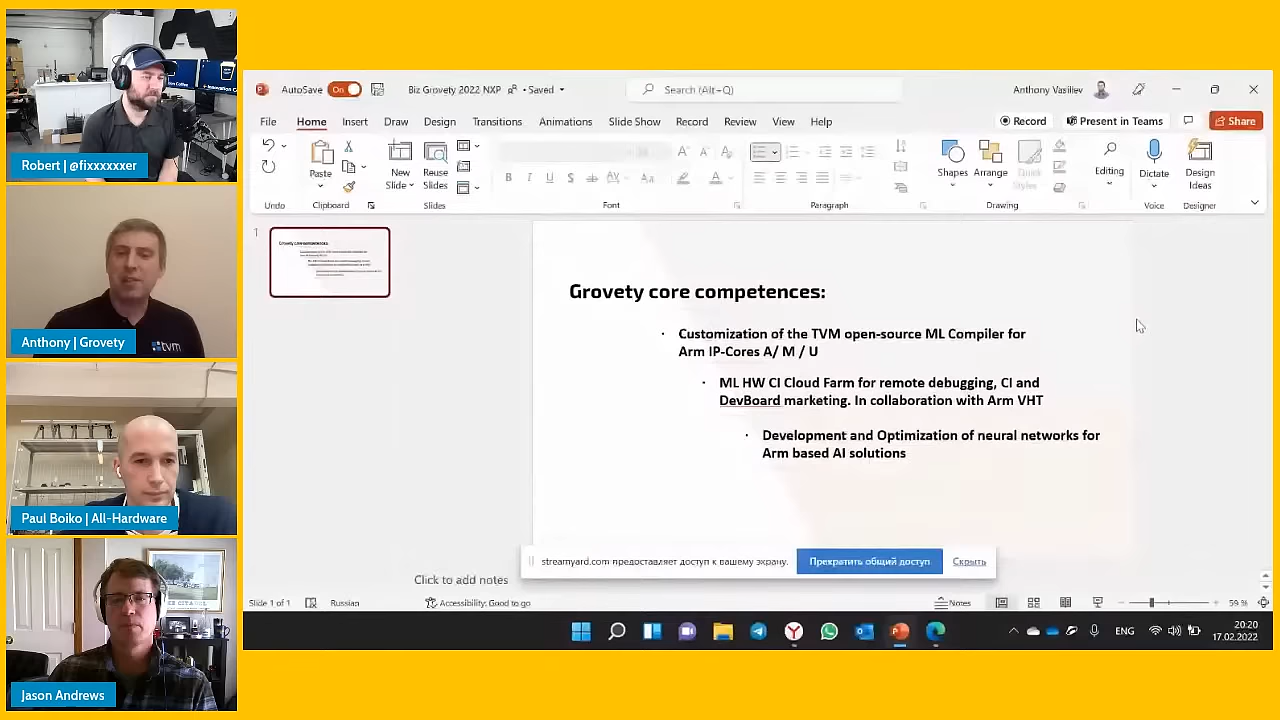 Robert | @fixxxxxxer
Anthony | Grovety
tvm
Paul Boiko | All-Hardware
Jason Andrews
AutoSave
On
Biz Grovety 2022 NXP
• Saved
Search (Alt+Q)
Anthony Vasiliev
File
Home
Insert
Draw
Design
Transitions
Animations
Slide Show
Record
Review
View
Help
Record
Present in Teams
Share
Paste
New
Slide
Reuse
Slides
Shapes
Arrange
Quick
Styles
Editing
Dictate
Design
Ideas
Undo
Clipboard
Slides
Font
Paragraph
Drawing
Voice
Designer
1
Grovety core competences:
· Customization of the TVM open-source ML Compiler for
Arm IP-Cores A/ M / U
· ML HW CI Cloud Farm for remote debugging, CI and
DevBoard marketing. In collaboration with Arm VHT
· Development and Optimization of neural networks for
Arm based AI solutions
streamyard.com предоставляет доступ к вашему экрану.
Прекратить общий доступ
Скрыть
Click to add notes
Slide 1 of 1
Russian
Accessibility: Good to go
Notes
59 %
ENG
20:20
17.02.2022